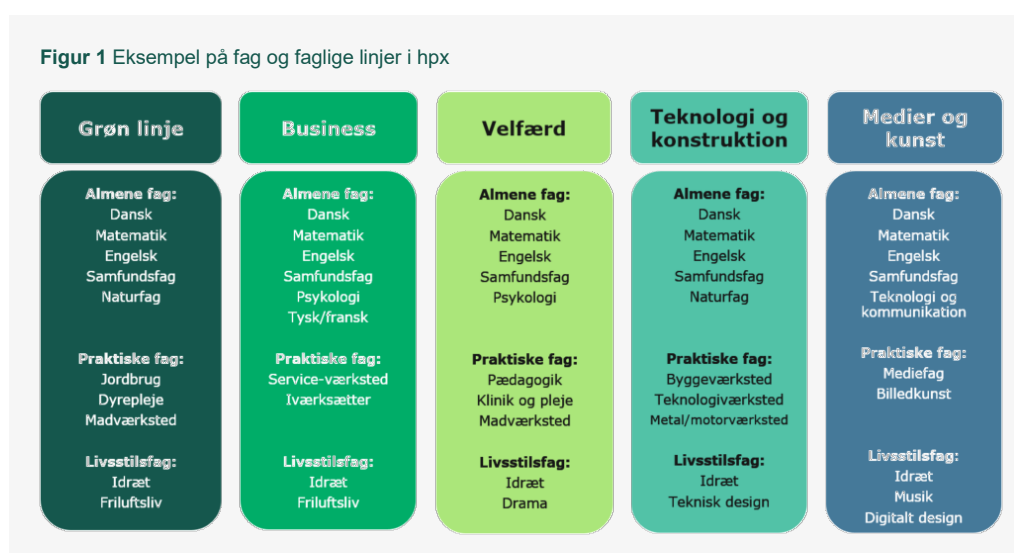 Figur 1 Eksempel på fag og faglige linjer i hpx
Grøn linje
Almene fag:
Dansk
Matematik
Engelsk
Samfundsfag
Naturfag
Praktiske fag:
Jordbrug
Dyrepleje
Madværksted
Livsstilsfag:
Idræt
Friluftsliv
Business
Almene fag:
Dansk
Matematik
Engelsk
Samfundsfag
Psykologi
Tysk/fransk
Praktiske fag:
Service-værksted
Iværksætter
Livsstilsfag:
Idræt
Friluftsliv
Velfærd
Almene fag:
Dansk
Matematik
Engelsk
Samfundsfag
Psykologi
Praktiske fag:
Pædagogik
Klinik og pleje
Madværksted
Livsstilsfag:
Idræt
Drama
Teknologi og
konstruktion
Almene fag:
Dansk
Matematik
Engelsk
Samfundsfag
Naturfag
Praktiske fag:
Byggeværksted
Teknologiværksted
Metal/motorværksted
Livsstilsfag:
Idræt
Teknisk design
Medier og
kunst
Almene fag:
Dansk
Matematik
Engelsk
Samfundsfag
Teknologi og
kommunikation
Praktiske fag:
Mediefag
Billedkunst
Livsstilsfag:
Idræt
Musik
Digitalt design